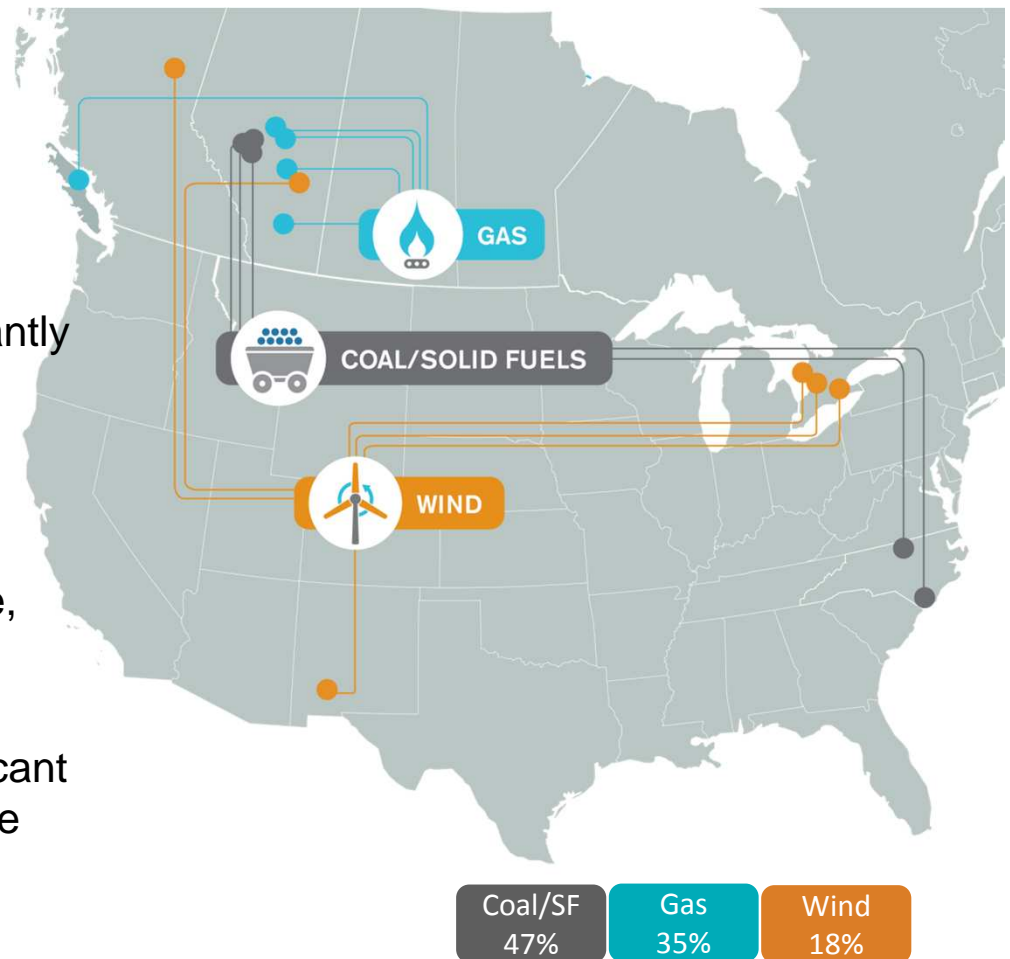 GAS
antly
COAL/SOLID FUELS
WIND
e,
cant
e
Coal/SF
47%
Gas
35%
Wind
18%